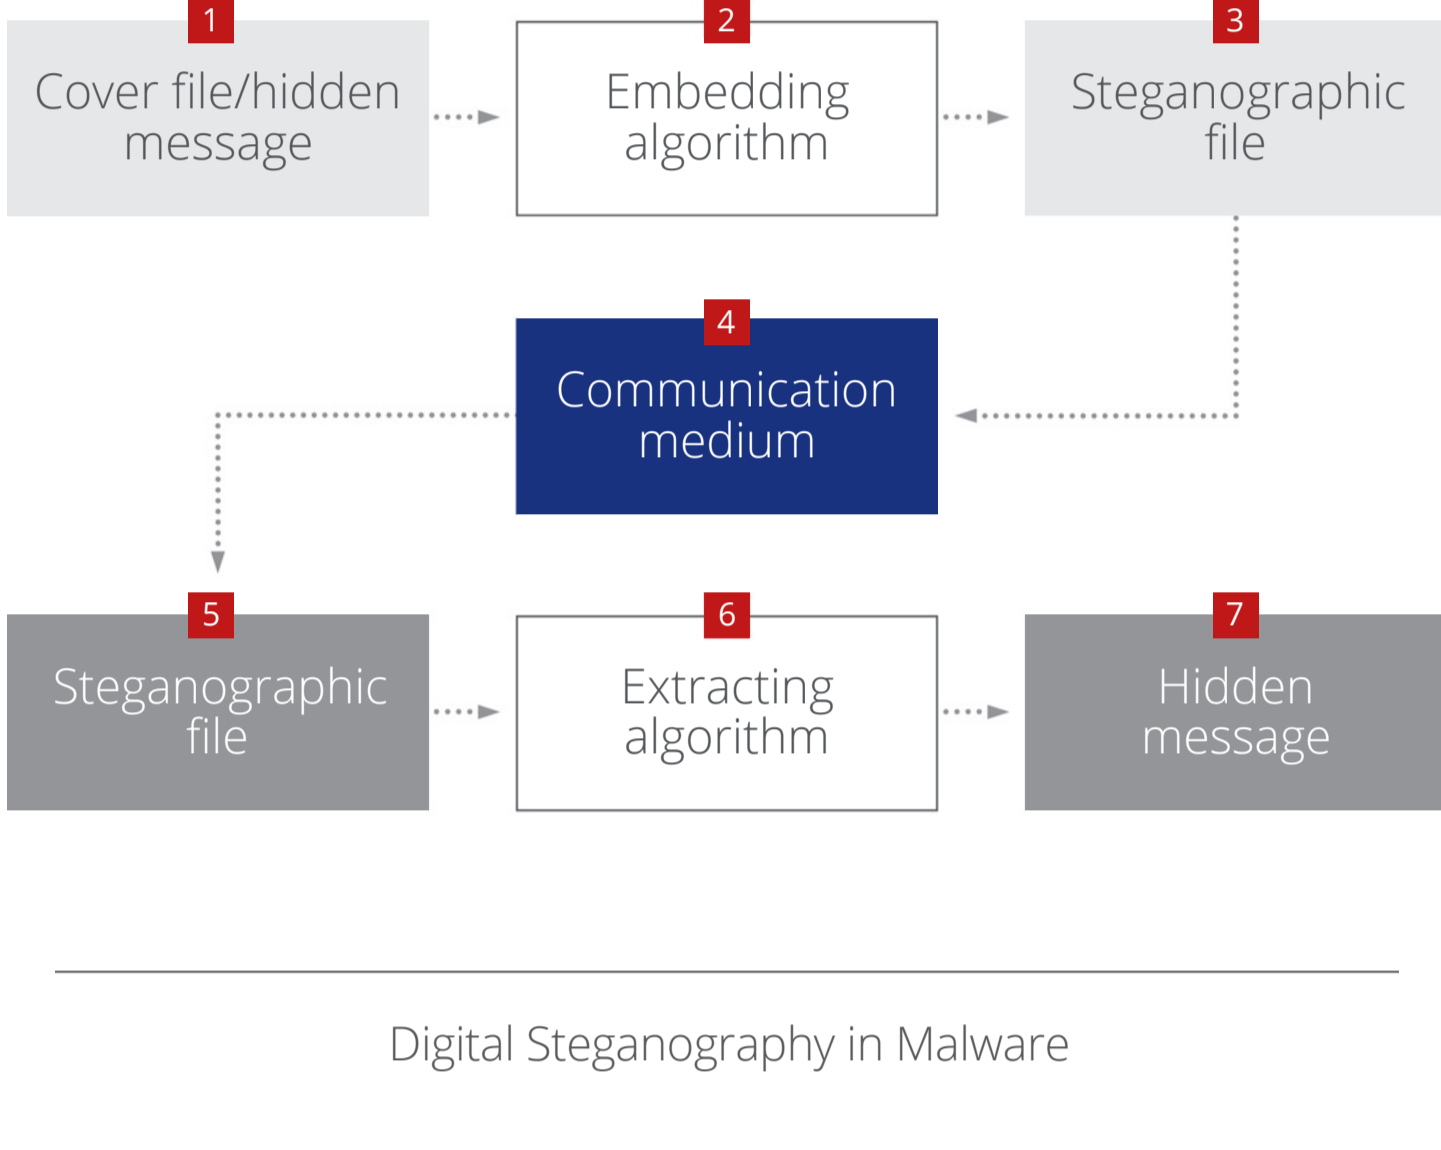 1
Cover file/hidden
message
2
Embedding
algorithm
3
Steganographic
file
4
Communication
medium
5
Steganographic
file
6
Extracting
algorithm
7
Hidden
message
Digital Steganography in Malware